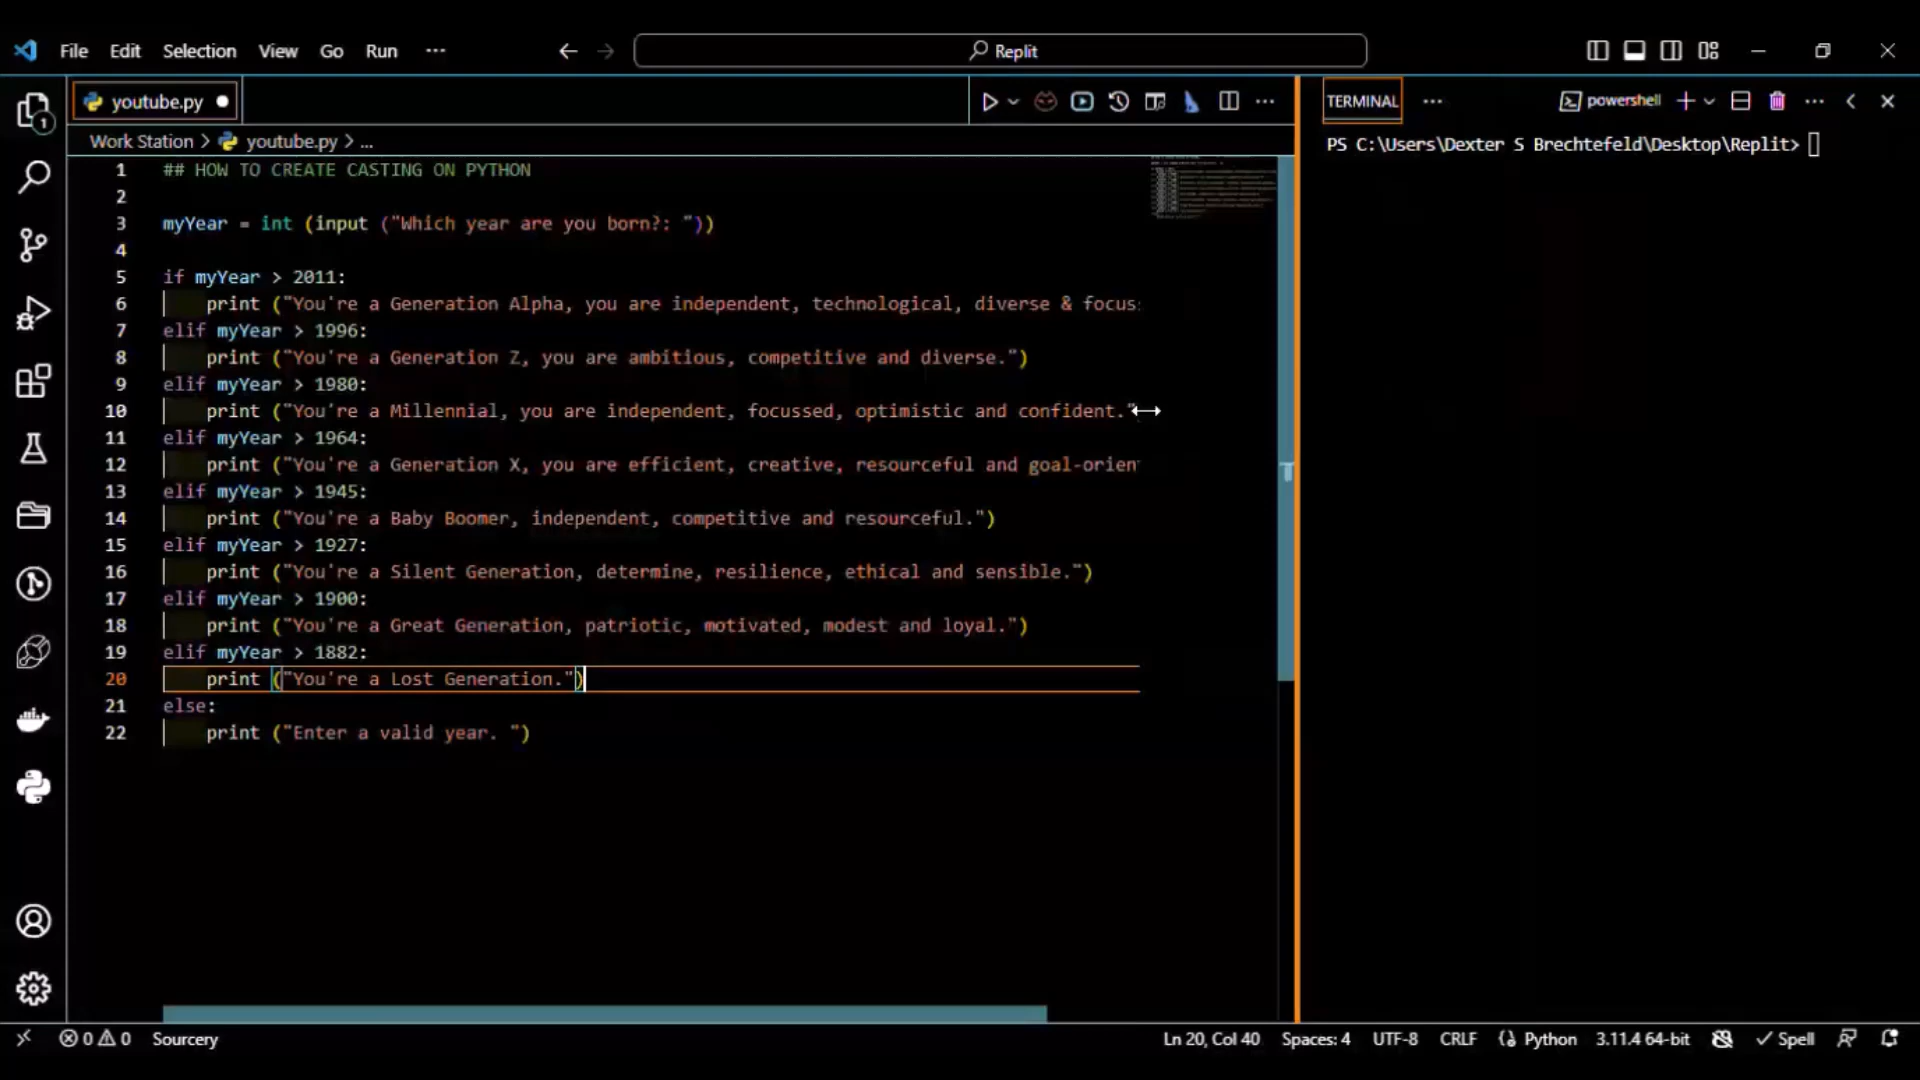 File Edit Selection View Go Run ··· Replit
youtube.py TERMINAL ··· powershell
Work Station > youtube.py > ...
PS C:\Users\Dexter S Brechtefeld\Desktop\Replit>
1 ## HOW TO CREATE CASTING ON PYTHON
2
3 myYear = int (input ("Which year are you born?: "))
4
5 if myYear > 2011:
6 print ("You're a Generation Alpha, you are independent, technological, diverse & focus
7 elif myYear > 1996:
8 print ("You're a Generation Z, you are ambitious, competitive and diverse.")
9 elif myYear > 1980:
10 print ("You're a Millennial, you are independent, focussed, optimistic and confident."
11 elif myYear > 1964:
12 print ("You're a Generation X, you are efficient, creative, resourceful and goal-orien
13 elif myYear > 1945:
14 print ("You're a Baby Boomer, independent, competitive and resourceful.")
15 elif myYear > 1927:
16 print ("You're a Silent Generation, determine, resilience, ethical and sensible.")
17 elif myYear > 1900:
18 print ("You're a Great Generation, patriotic, motivated, modest and loyal.")
19 elif myYear > 1882:
20 print ("You're a Lost Generation.")
21 else:
22 print ("Enter a valid year. ")
0 0 Sourcery Ln 20, Col 40 Spaces: 4 UTF-8 CRLF Python 3.11.4 64-bit Spell